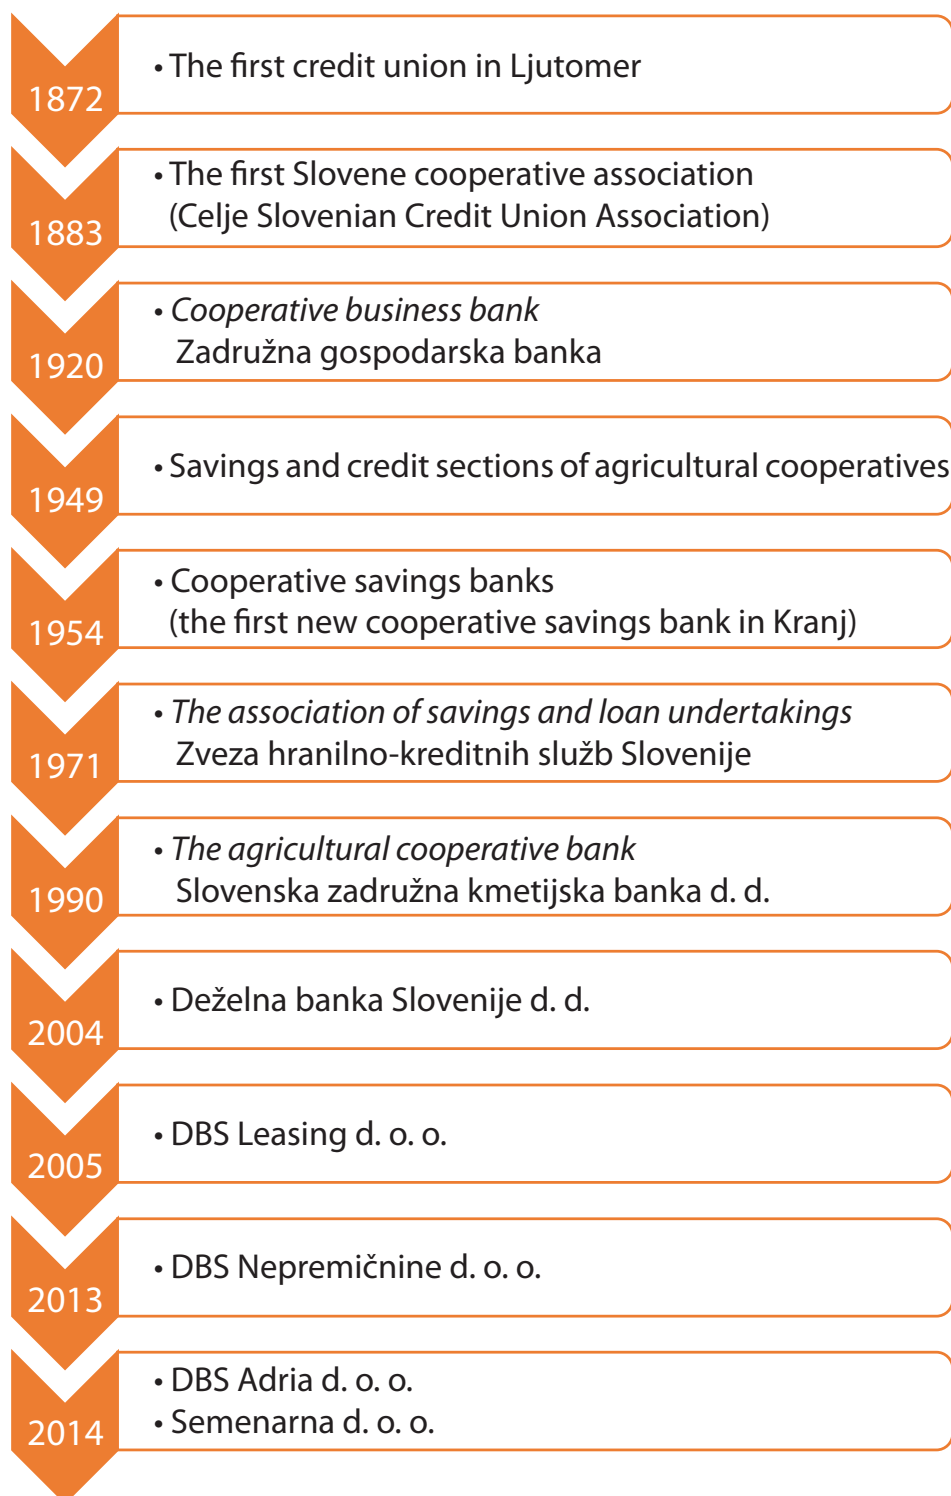 1872
• The first credit union in Ljutomer
1883
• The first Slovene cooperative association
(Celje Slovenian Credit Union Association)
1920
• Cooperative business bank
Zadružna gospodarska banka
1949
• Savings and credit sections of agricultural cooperatives
1954
• Cooperative savings banks
(the first new cooperative savings bank in Kranj)
1971
• The association of savings and loan undertakings
Zveza hranilno-kreditnih služb Slovenije
1990
• The agricultural cooperative bank
Slovenska zadružna kmetijska banka d. d.
2004
• Deželna banka Slovenije d. d.
2005
• DBS Leasing d. o. o.
2013
• DBS Nepremičnine d. o. o.
2014
• DBS Adria d. o. o.
• Semenarna d. o. o.